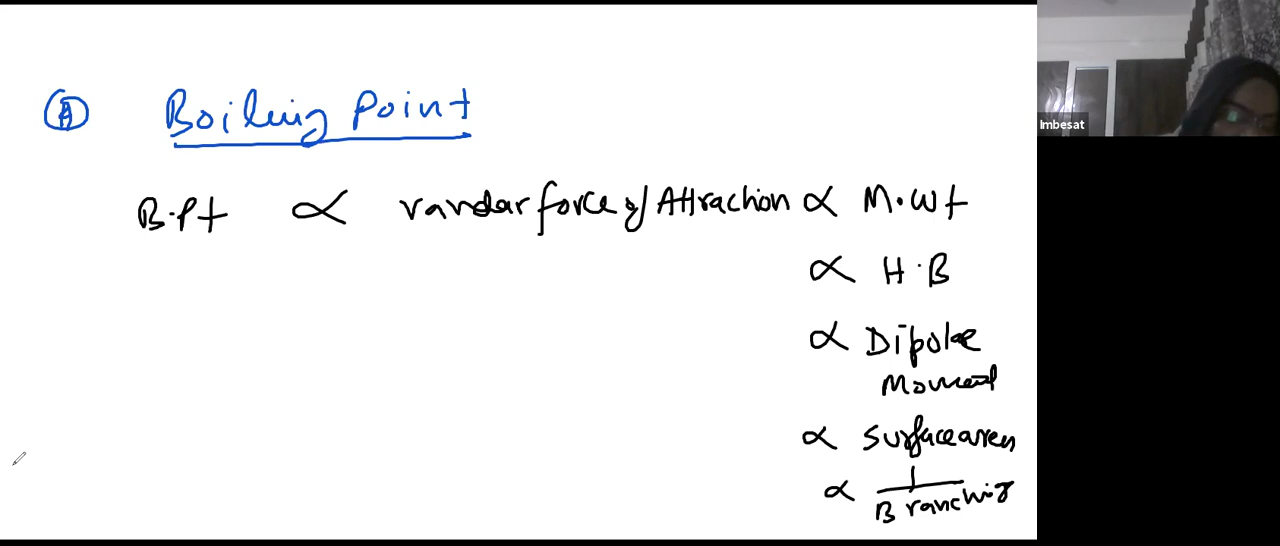 A Boiling Point
B.Pt ∝ vandar force of Attraction ∝ M.wt
∝ H.B
∝ Dipole
Moment
∝ Surface area
∝ 1/Branching
Imbesat